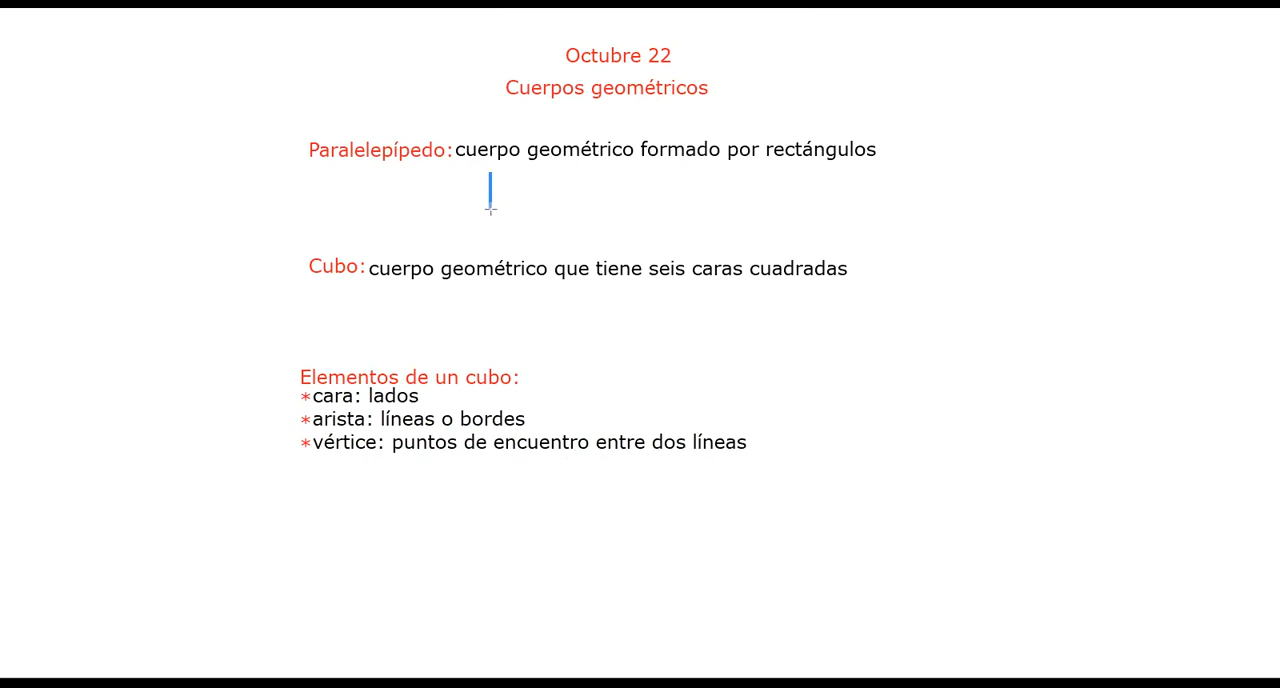 Octubre 22
Cuerpos geométricos
Paralelepípedo: cuerpo geométrico formado por rectángulos
Cubo: cuerpo geométrico que tiene seis caras cuadradas
Elementos de un cubo:
*cara: lados
*arista: líneas o bordes
*vértice: puntos de encuentro entre dos líneas